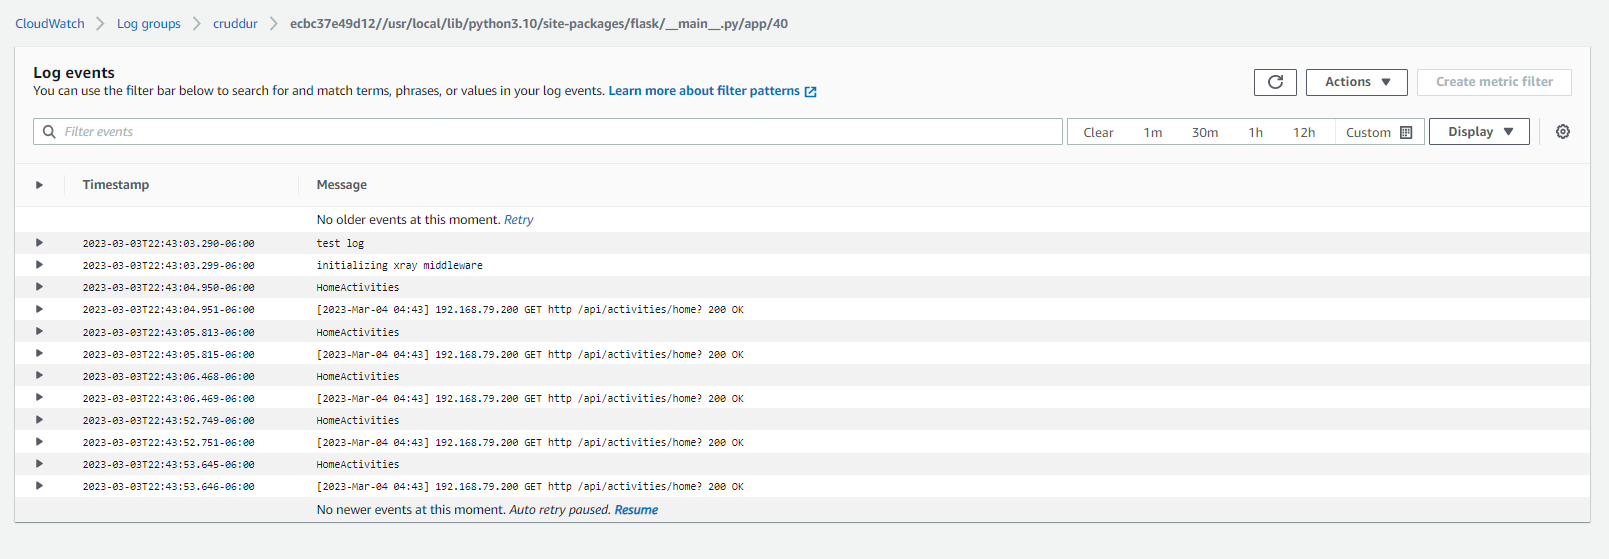 CloudWatch > Log groups > cruddur > ecbc37e49d12//usr/local/lib/python3.10/site-packages/flask/__main__.py/app/40
Log events
You can use the filter bar below to search for and match terms, phrases, or values in your log events. Learn more about filter patterns
Actions
Create metric filter
Filter events
Clear 1m 30m 1h 12h Custom
Display
Timestamp Message
No older events at this moment. Retry
2023-03-03T22:43:03.290-06:00 test log
2023-03-03T22:43:03.299-06:00 initializing xray middleware
2023-03-03T22:43:04.950-06:00 HomeActivities
2023-03-03T22:43:04.951-06:00 [2023-Mar-04 04:43] 192.168.79.200 GET http /api/activities/home? 200 OK
2023-03-03T22:43:05.813-06:00 HomeActivities
2023-03-03T22:43:05.815-06:00 [2023-Mar-04 04:43] 192.168.79.200 GET http /api/activities/home? 200 OK
2023-03-03T22:43:06.468-06:00 HomeActivities
2023-03-03T22:43:06.469-06:00 [2023-Mar-04 04:43] 192.168.79.200 GET http /api/activities/home? 200 OK
2023-03-03T22:43:52.749-06:00 HomeActivities
2023-03-03T22:43:52.751-06:00 [2023-Mar-04 04:43] 192.168.79.200 GET http /api/activities/home? 200 OK
2023-03-03T22:43:53.645-06:00 HomeActivities
2023-03-03T22:43:53.646-06:00 [2023-Mar-04 04:43] 192.168.79.200 GET http /api/activities/home? 200 OK
No newer events at this moment. Auto retry paused. Resume